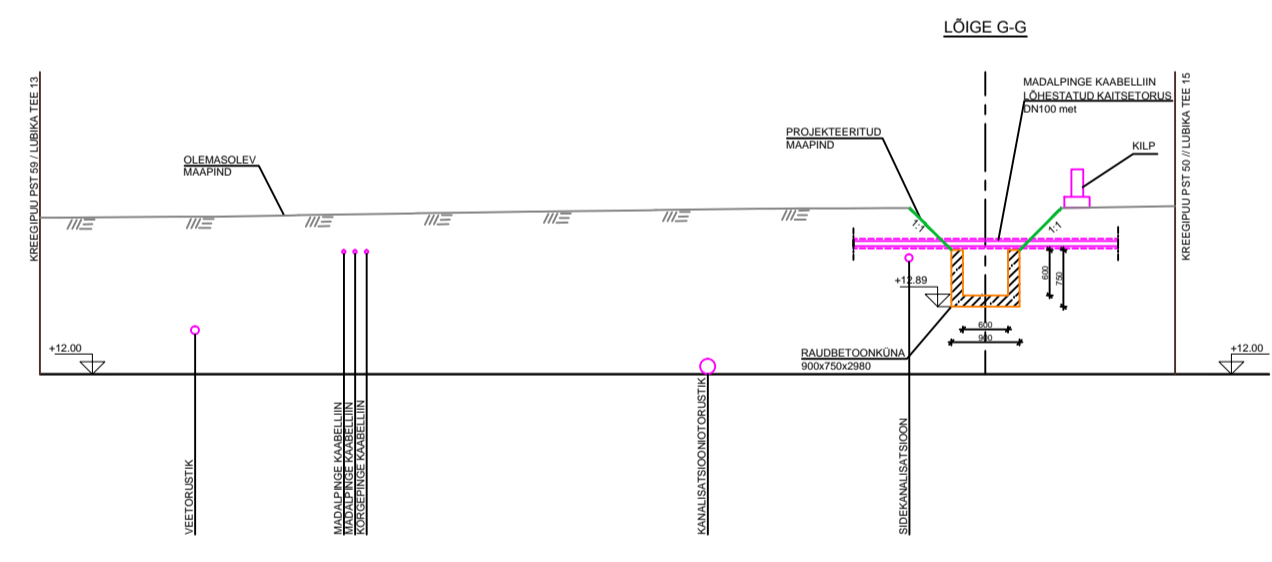 LÕIGE G-G
KREEGIPUU PST 59 / LUBIKA TEE 13
OLEMASOLEV
MAAPIND
PROJEKTEERITUD
MAAPIND
MADALPINGE KAABELLIIN
LÕHESTATUD KAITSETORUS
DN100 met
KILP
KREEGIPUU PST 50 // LUBIKA TEE 15
1:1
1:1
+12.89
600
750
600
900
+12.00
+12.00
RAUDBETOONKÜNA
900x750x2980
VEETORUSTIK
MADALPINGE KAABELLIIN
MADALPINGE KAABELLIIN
KÕRGEPINGE KAABELLIIN
KANALISATSIOONIOTORUSTIK
SIDEKANALISATSIOON